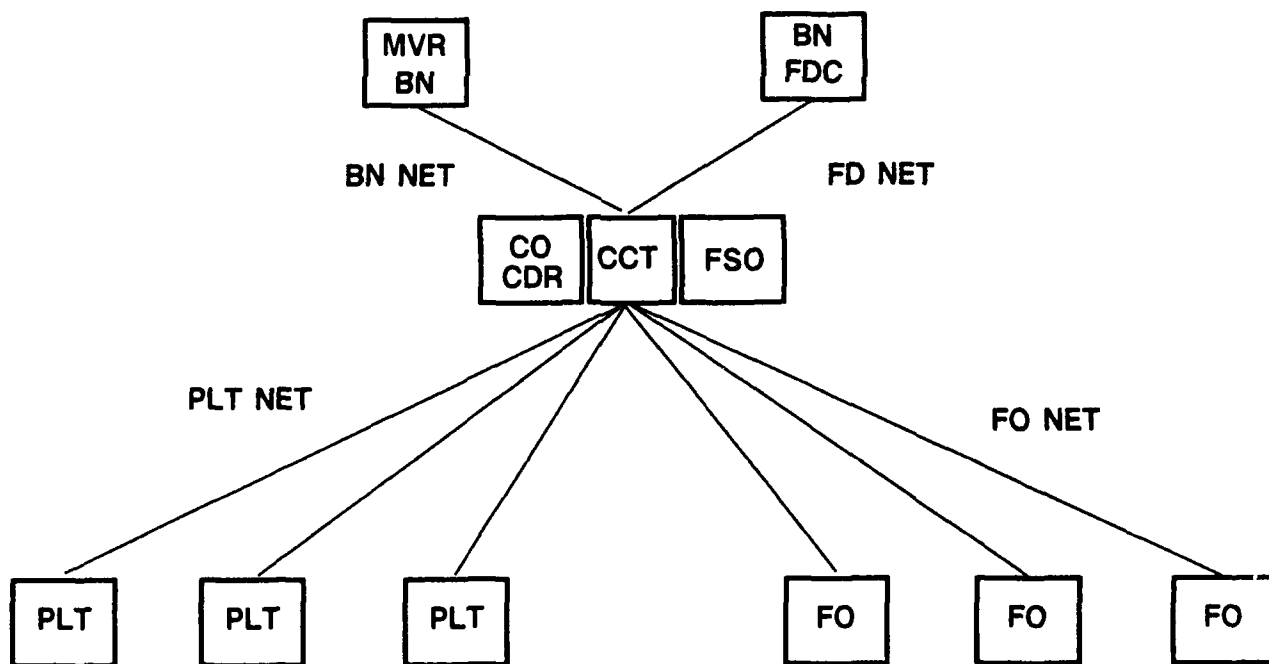 MVR
BN
BN
FDC
BN NET
FD NET
CO
CDR
CCT
FSO
PLT NET
FO NET
PLT
PLT
PLT
FO
FO
FO